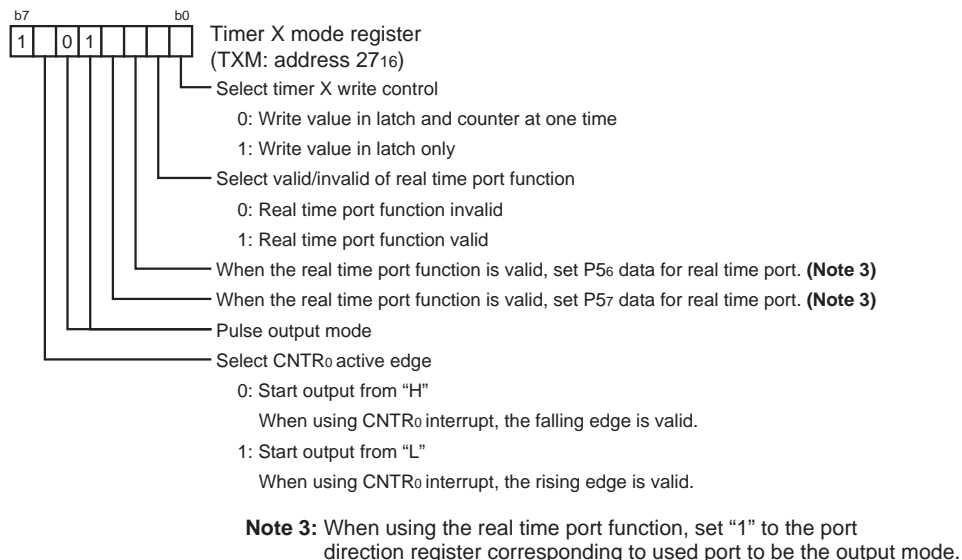 b7 b0
1 0 1
Timer X mode register
(TXM: address 2716)
Select timer X write control
0: Write value in latch and counter at one time
1: Write value in latch only
Select valid/invalid of real time port function
0: Real time port function invalid
1: Real time port function valid
When the real time port function is valid, set P56 data for real time port. (Note 3)
When the real time port function is valid, set P57 data for real time port. (Note 3)
Pulse output mode
Select CNTR0 active edge
0: Start output from “H”
When using CNTR0 interrupt, the falling edge is valid.
1: Start output from “L”
When using CNTR0 interrupt, the rising edge is valid.
Note 3: When using the real time port function, set “1” to the port
direction register corresponding to used port to be the output mode.